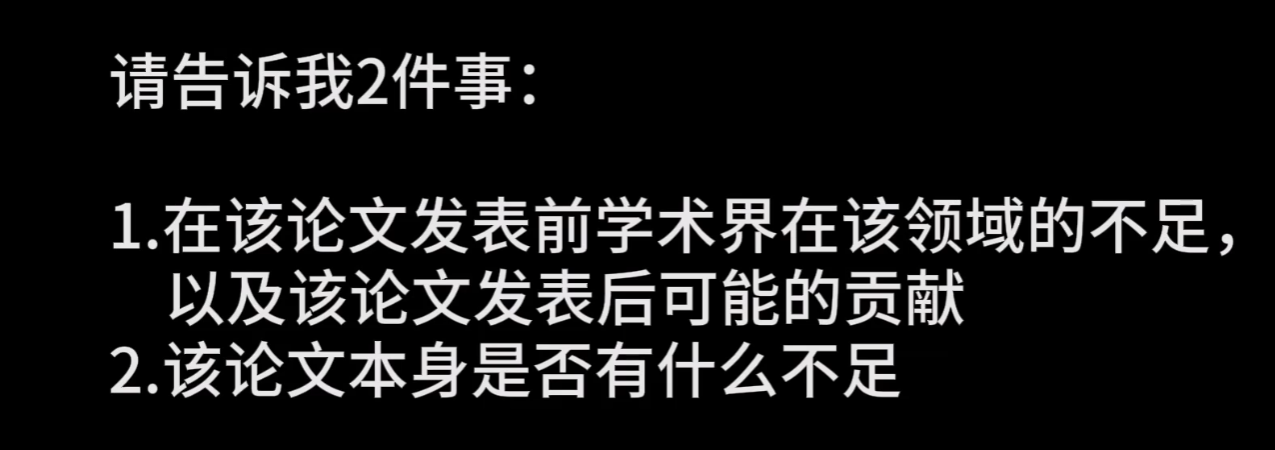 请告诉我2件事：
1.在该论文发表前学术界在该领域的不足，
以及该论文发表后可能的贡献
2.该论文本身是否有什么不足